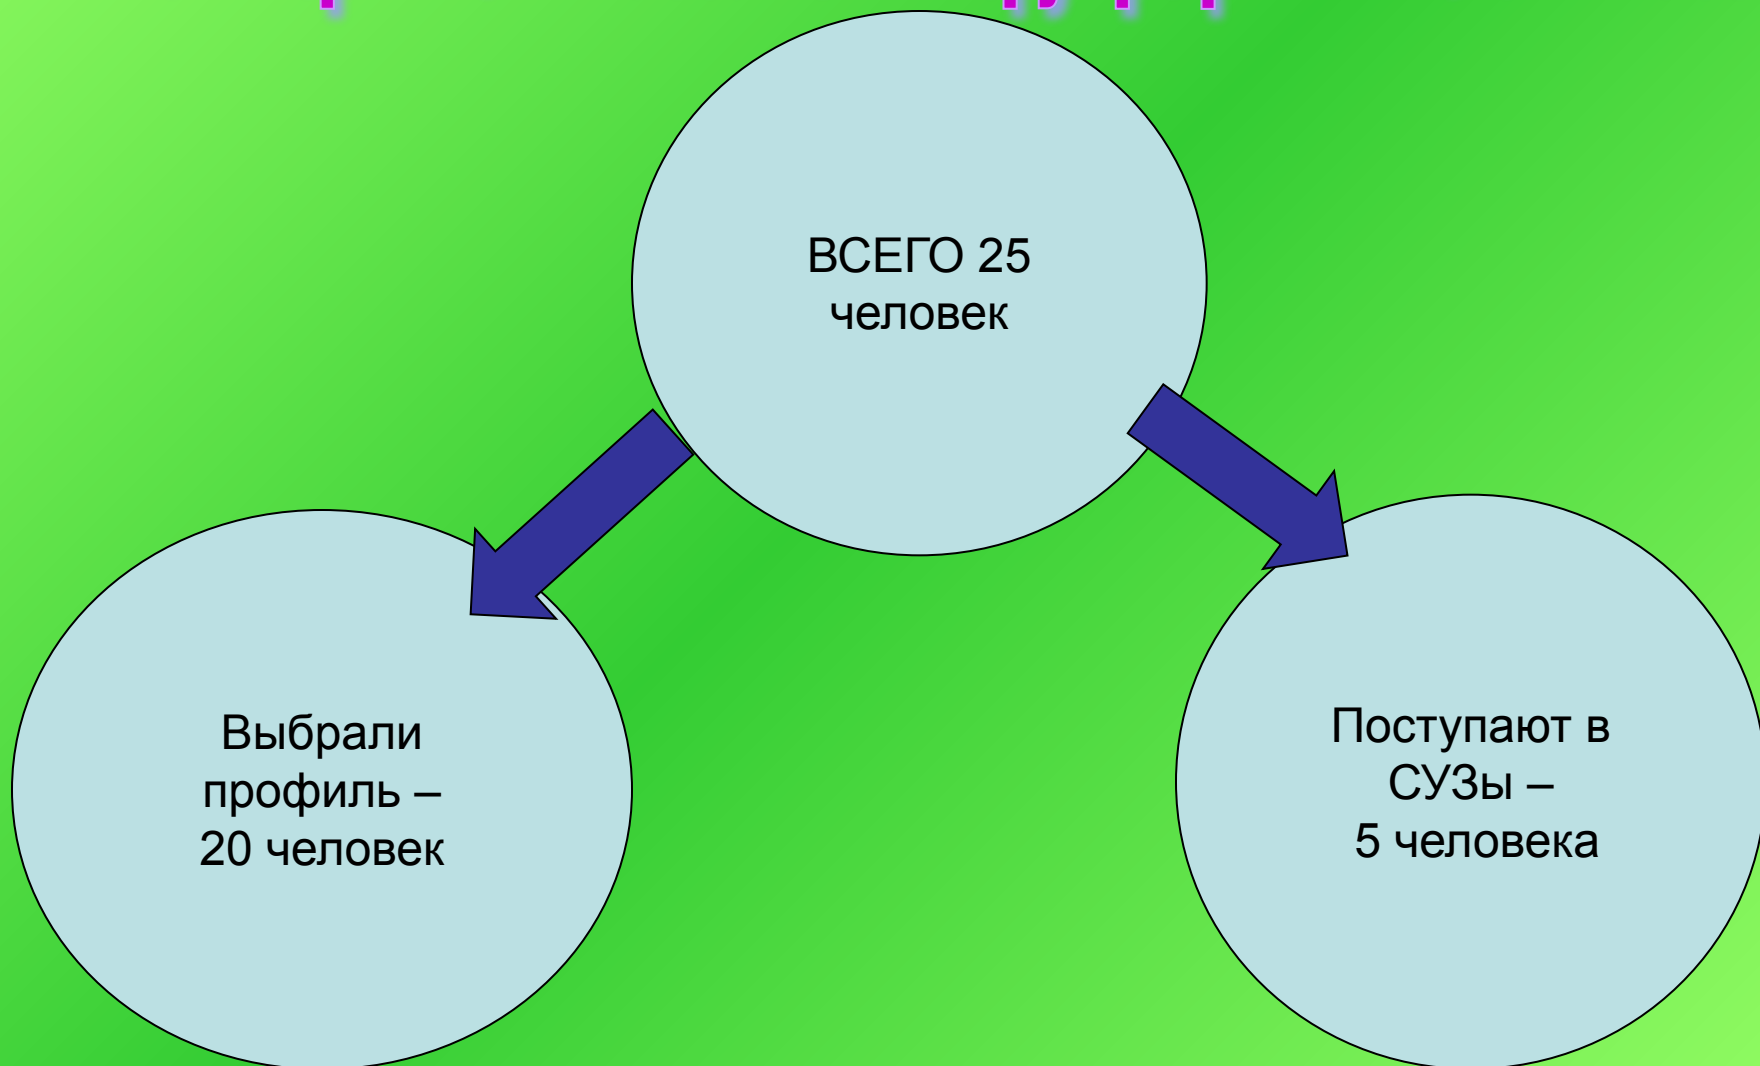 ВСЕГО 25
человек
Выбрали
профиль –
20 человек
Поступают в
СУЗы –
5 человека